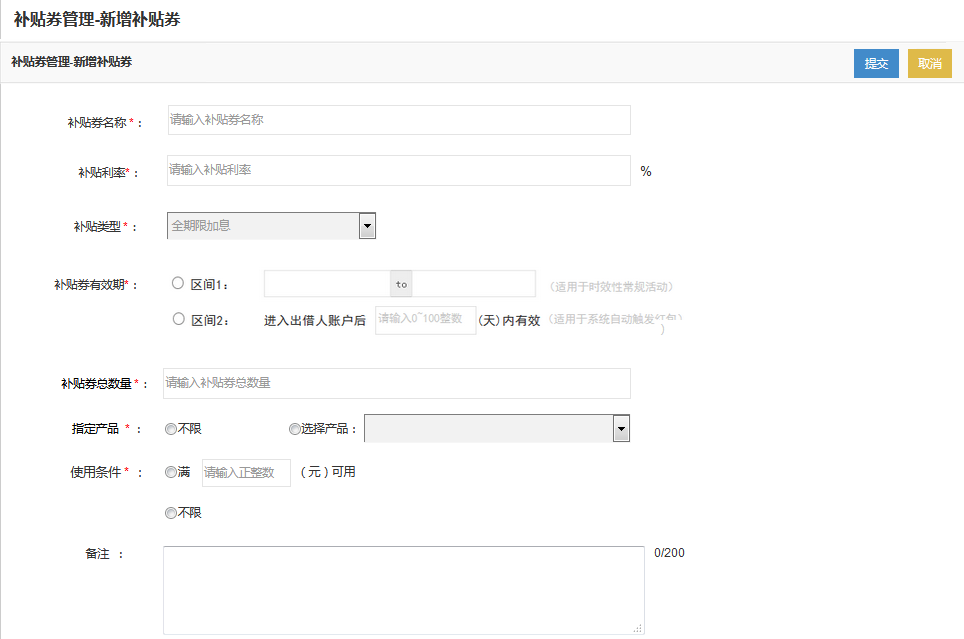 补贴券管理-新增补贴券
补贴券管理-新增补贴券 提交 取消
补贴券名称 * ： 请输入补贴券名称
补贴利率* ： 请输入补贴利率 %
补贴类型 * ： 全期限加息
补贴券有效期* ： 区间1： to （适用于时效性常规活动）
区间2： 进入出借人账户后 请输入0~100整数 (天) 内有效 （适用于系统自动触发红包）
）
补贴券总数量 * ： 请输入补贴券总数量
指定产品 * ： 不限 选择产品：
使用条件 * ： 满 请输入正整数 ( 元 ) 可用
不限
备注 ： 0/200